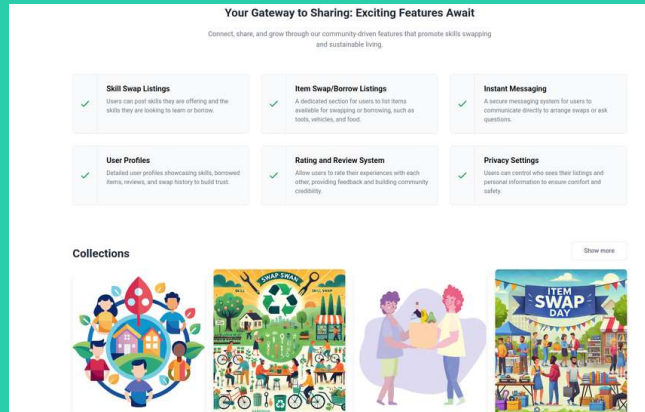 Your Gateway to Sharing: Exciting Features Await
Connect, share, and grow through our community-driven features that promote skills swapping
and sustainable living.
Skill Swap Listings
Users can post skills they are offering and the
skills they are looking to learn or borrow.
Item Swap/Borrow Listings
A dedicated section for users to list items
available for swapping or borrowing, such as
tools, vehicles, and food.
Instant Messaging
A secure messaging system for users to
communicate directly to arrange swaps or ask
questions.
User Profiles
Detailed user profiles showcasing skills, borrowed
items, reviews, and swap history to build trust.
Rating and Review System
Allow users to rate their experiences with each
other, providing feedback and building community
credibility.
Privacy Settings
Users can control who sees their listings and
personal information to ensure comfort and
safety.
Collections
Show more
SWAP-SWAN
SKILL
SKILL SWAP
ITEM
SWAP
DAY